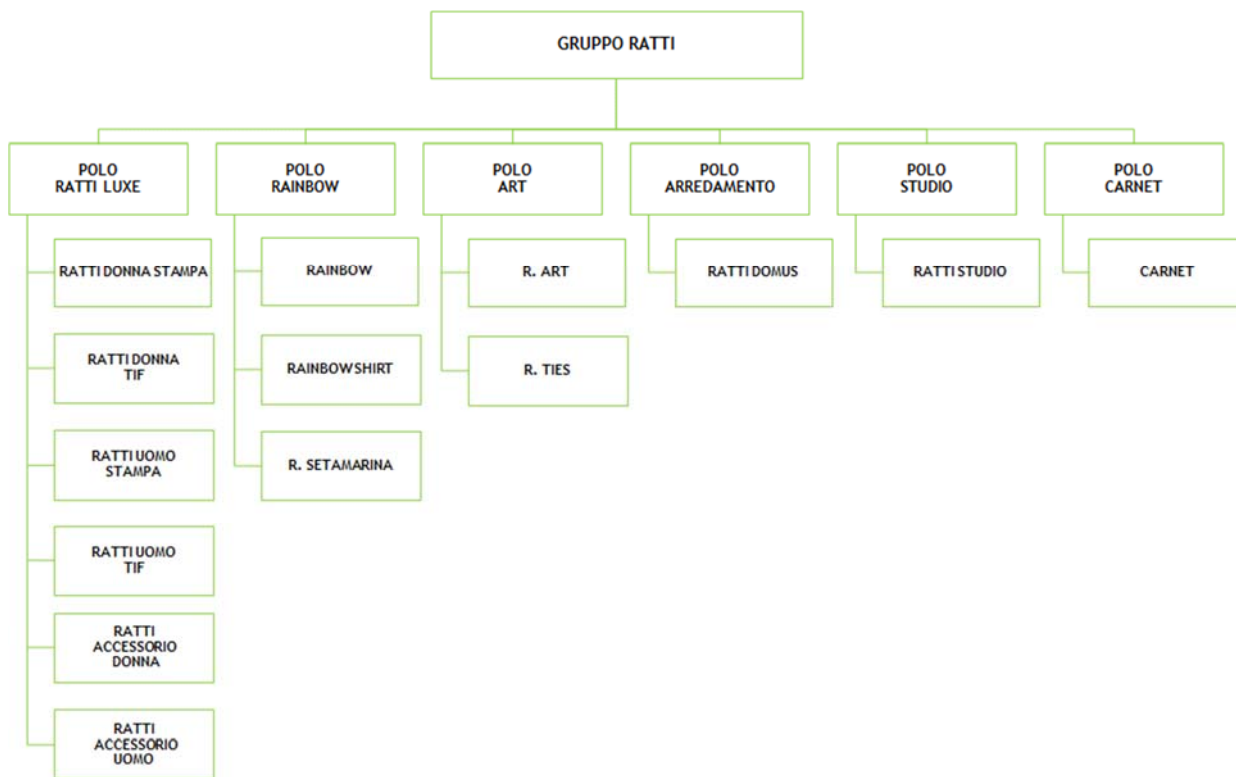 GRUPPO RATTI
POLO
RATTI LUXE
POLO
RAINBOW
POLO
ART
POLO
ARREDAMENTO
POLO
STUDIO
POLO
CARNET
RATTI DONNA STAMPA
RATTI DONNA
TIF
RATTI UOMO
STAMPA
RATTI UOMO
TIF
RATTI
ACCESSORIO
DONNA
RATTI
ACCESSORIO
UOMO
RAINBOW
RAINBOW SHIRT
R. SETAMARINA
R. ART
R. TIES
RATTI DOMUS
RATTI STUDIO
CARNET